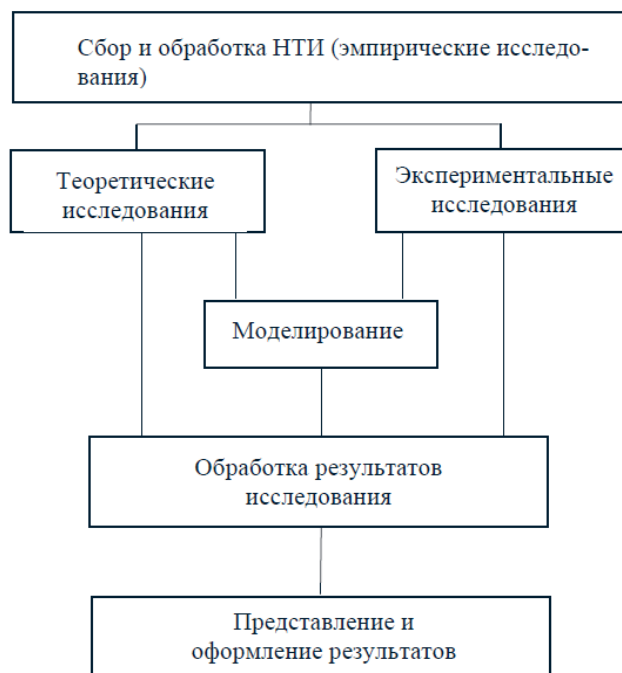 Сбор и обработка НТИ (эмпирические исследо-
вания)
Теоретические
исследования
Экспериментальные
исследования
Моделирование
Обработка результатов
исследования
Представление и
оформление результатов